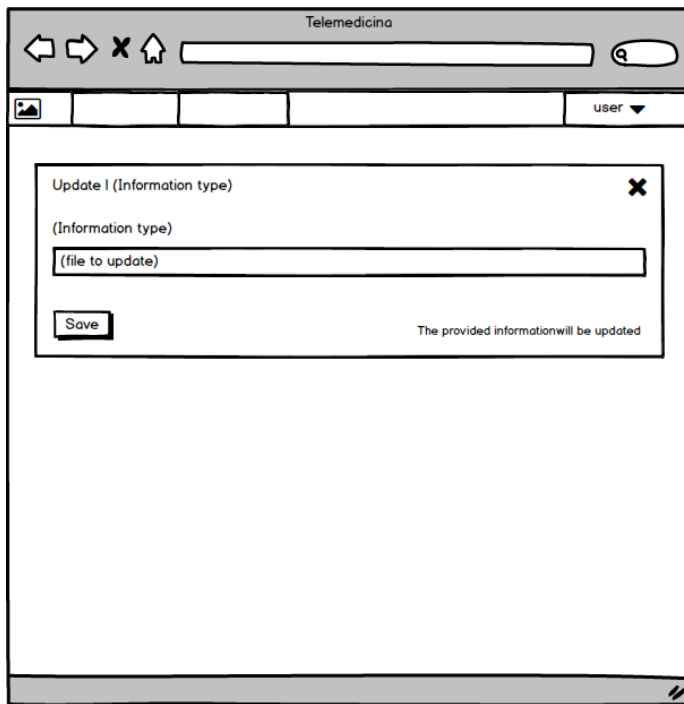 Telemedicina
user
Update | (Information type)
(Information type)
(file to update)
Save
The provided informationwill be updated